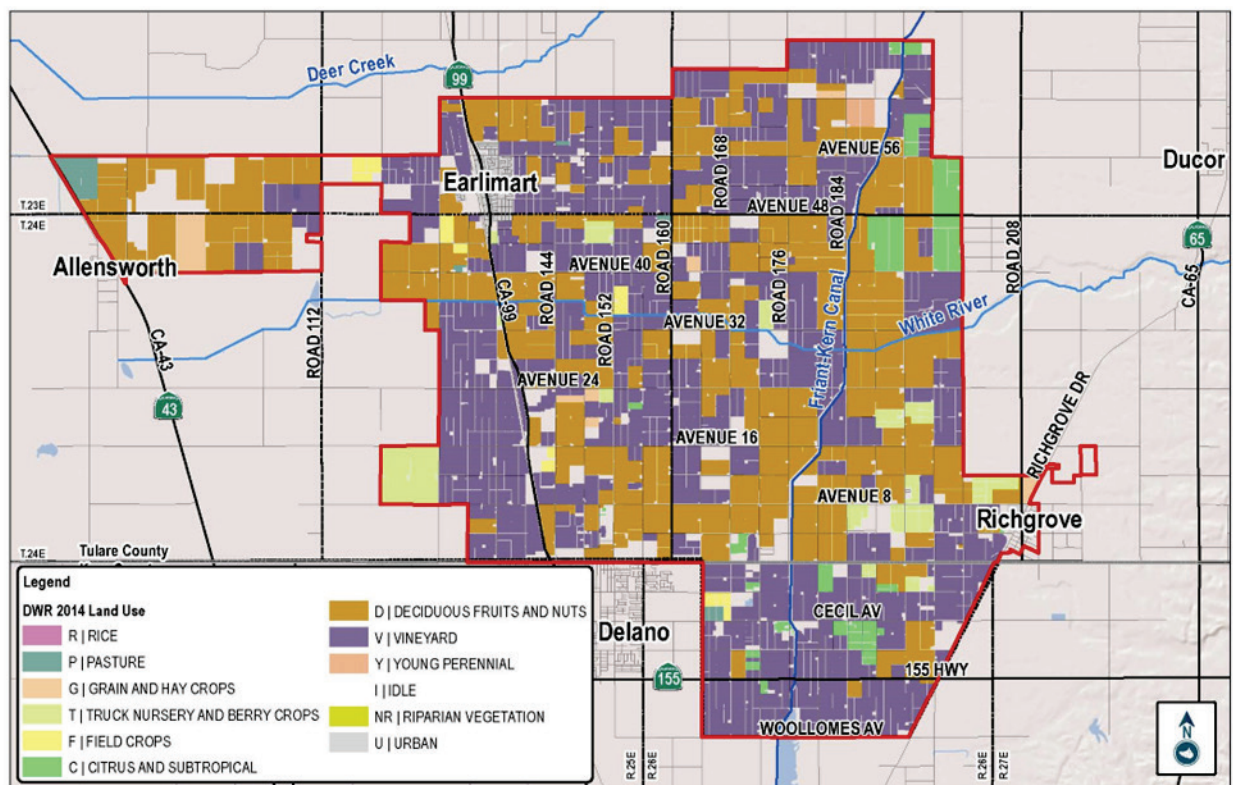 Deer Creek
99
Ducor
Earlimart
ROAD 168
AVENUE 56
ROAD 184
AVENUE 48
T.23E
T.24E
65
Allensworth
ROAD 112
ROAD 144
ROAD 152
ROAD 160
ROAD 176
ROAD 208
AVENUE 40
CA-99
CA-65
CA-43
AVENUE 32
White River
Friant-Kern Canal
AVENUE 24
43
AVENUE 16
RICHGROVE DR
AVENUE 8
Richgrove
T.24E
Tulare County
Delano
CECIL AV
155
155 HWY
WOOLLOMES AV
R.25E
R.26E
R.26E
R.27E
N
Legend
DWR 2014 Land Use
R | RICE
P | PASTURE
G | GRAIN AND HAY CROPS
T | TRUCK NURSERY AND BERRY CROPS
F | FIELD CROPS
C | CITRUS AND SUBTROPICAL
D | DECIDUOUS FRUITS AND NUTS
V | VINEYARD
Y | YOUNG PERENNIAL
I | IDLE
NR | RIPARIAN VEGETATION
U | URBAN